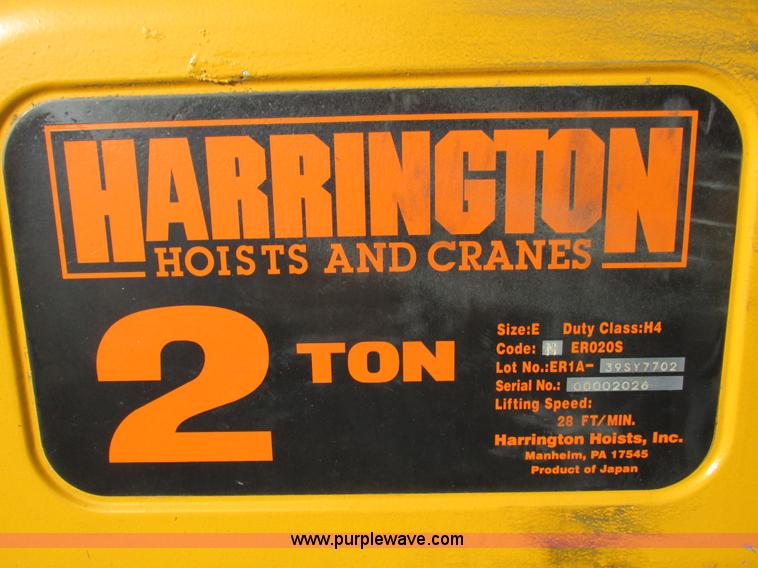 HARRINGTON
HOISTS AND CRANES
2 TON
Size:E Duty Class:H4
Code: N ER020S
Lot No.:ER1A- 39SY7702
Serial No.: 00002026
Lifting Speed:
28 FT/MIN.
Harrington Hoists, Inc.
Manheim, PA 17545
Product of Japan
www.purplewave.com